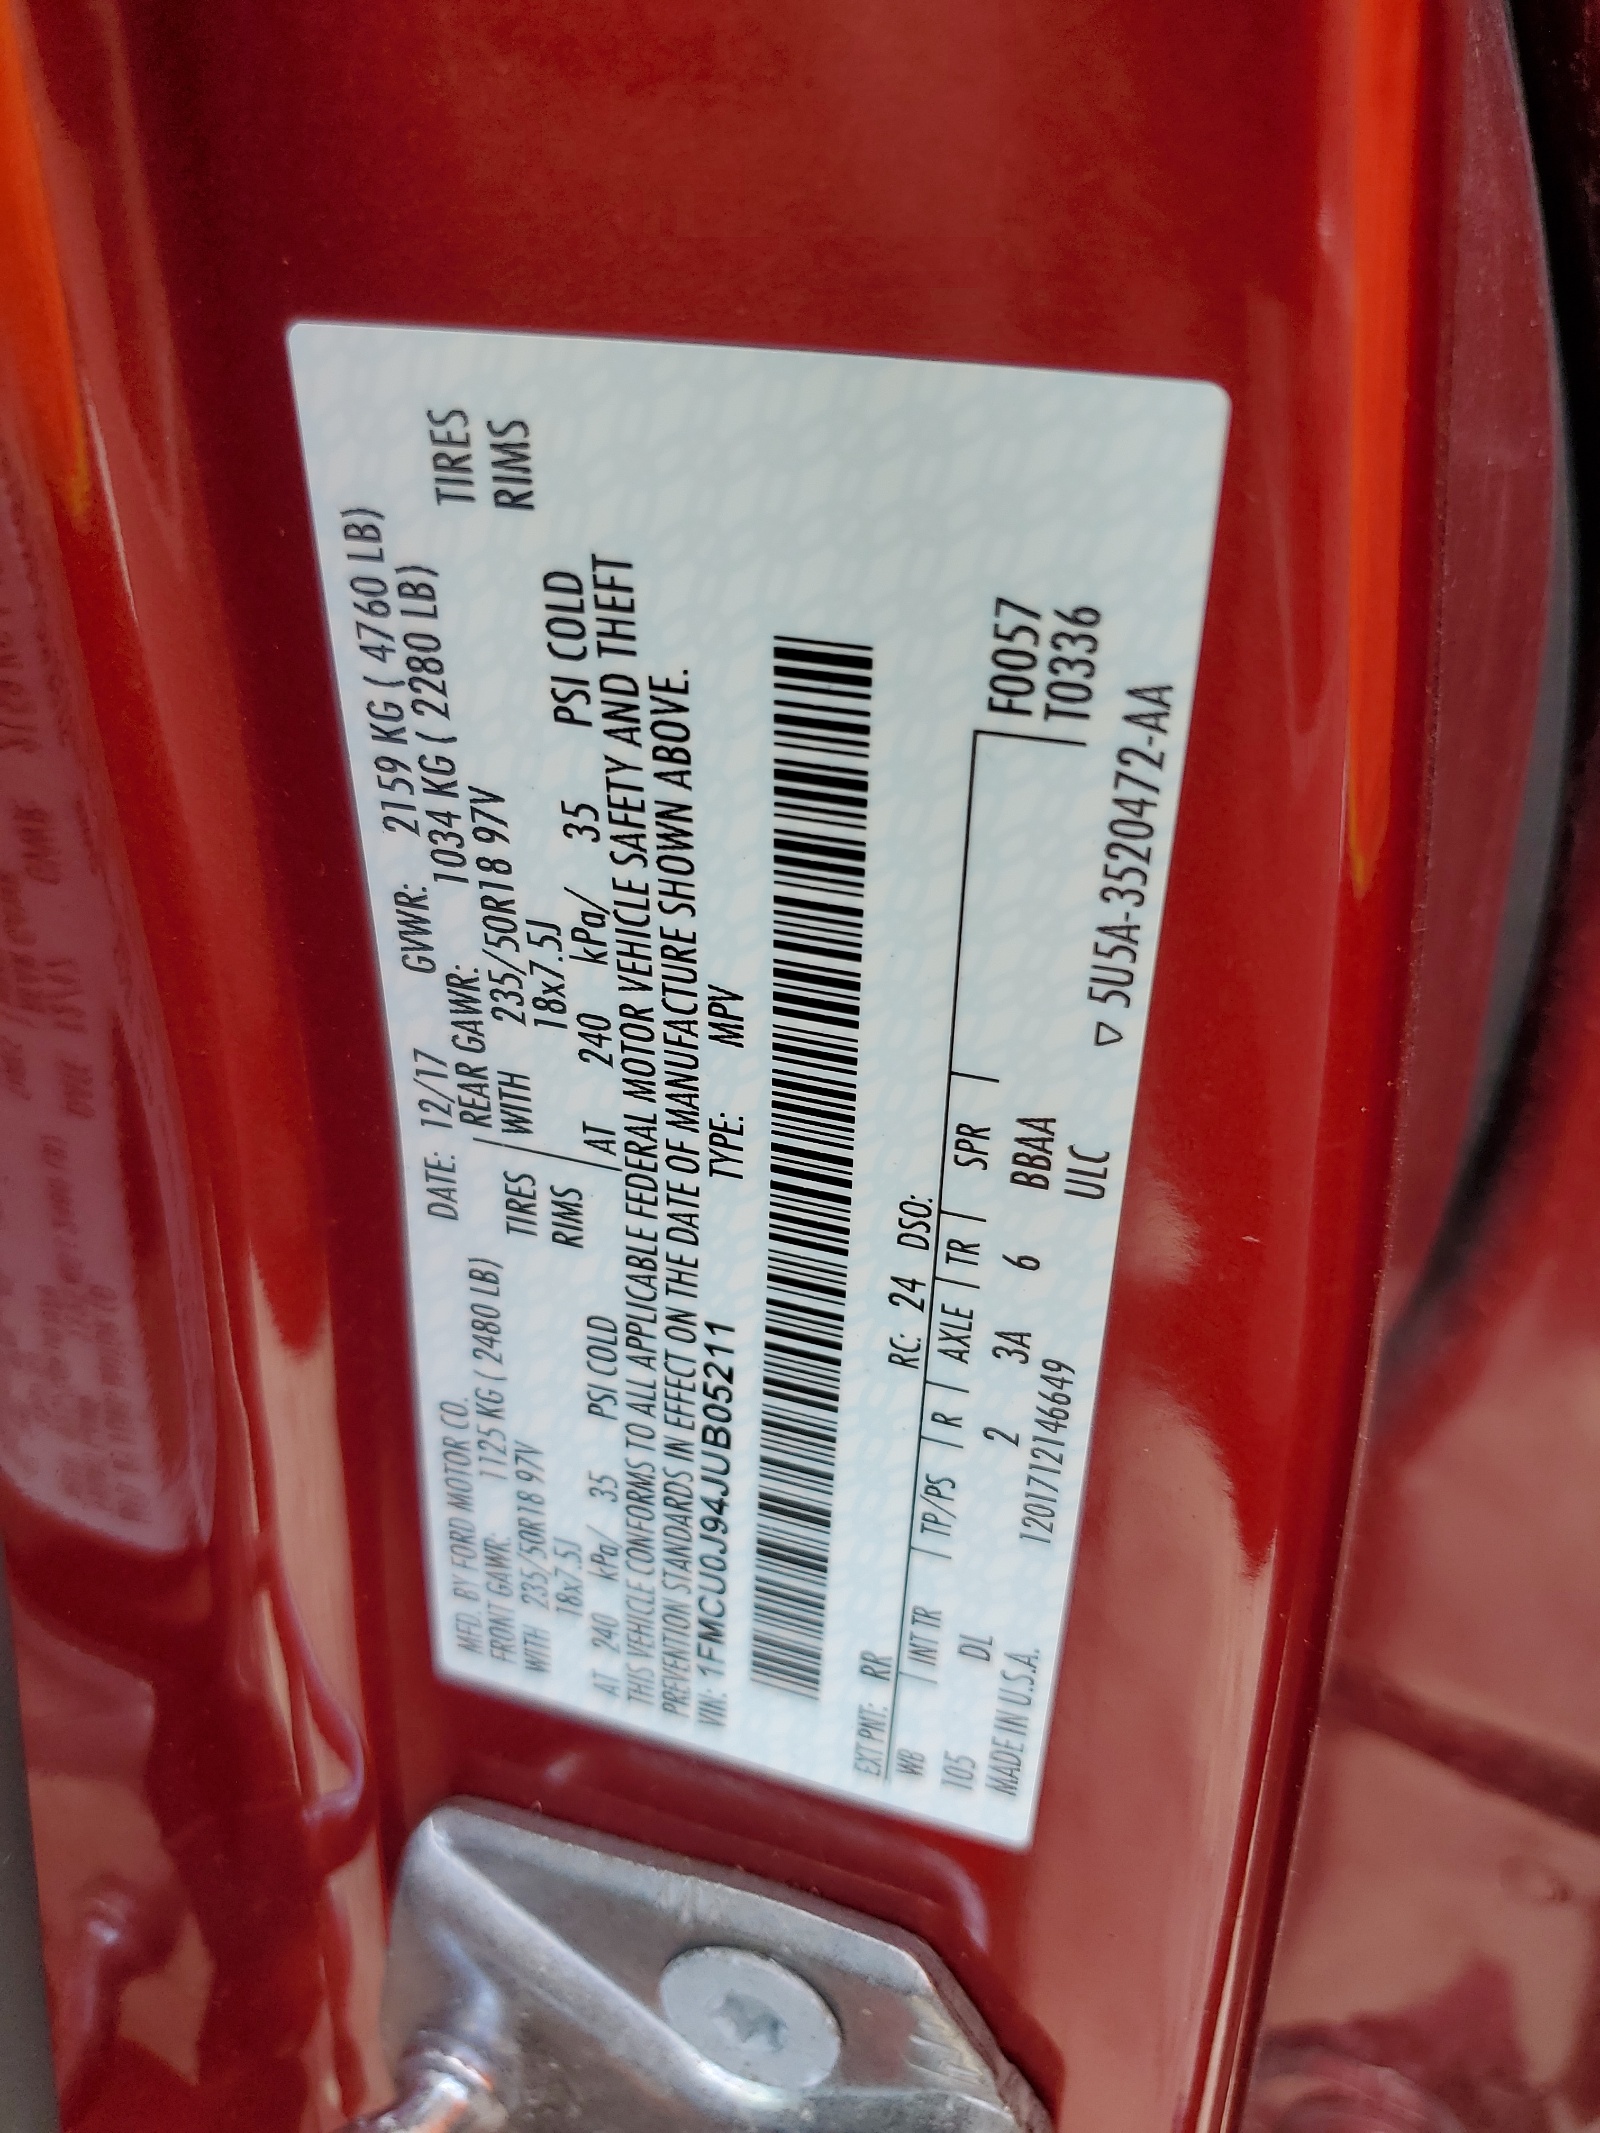 MFD. BY FORD MOTOR CO. DATE: 12/17 GVWR: 2159 KG ( 4760 LB)
FRONT GAWR: 1125 KG ( 2480 LB) REAR GAWR: 1034 KG ( 2280 LB)
WITH 235/50R18 97V TIRES WITH 235/50R18 97V TIRES
18x7.5J RIMS 18x7.5J RIMS
AT 240 kPa/ 35 PSI COLD AT 240 kPa/ 35 PSI COLD
THIS VEHICLE CONFORMS TO ALL APPLICABLE FEDERAL MOTOR VEHICLE SAFETY AND THEFT
PREVENTION STANDARDS IN EFFECT ON THE DATE OF MANUFACTURE SHOWN ABOVE.
VIN: 1FMCU0J94JUB05211 TYPE: MPV
EXT PNT: RR RC: 24 DSO:
WB INT TR TP/PS R AXLE TR SPR F0057
105 DL 2 3A 6 BBAA T0336
MADE IN U.S.A. 1201712146649 ULC
▽ 5U5A-3520472-AA